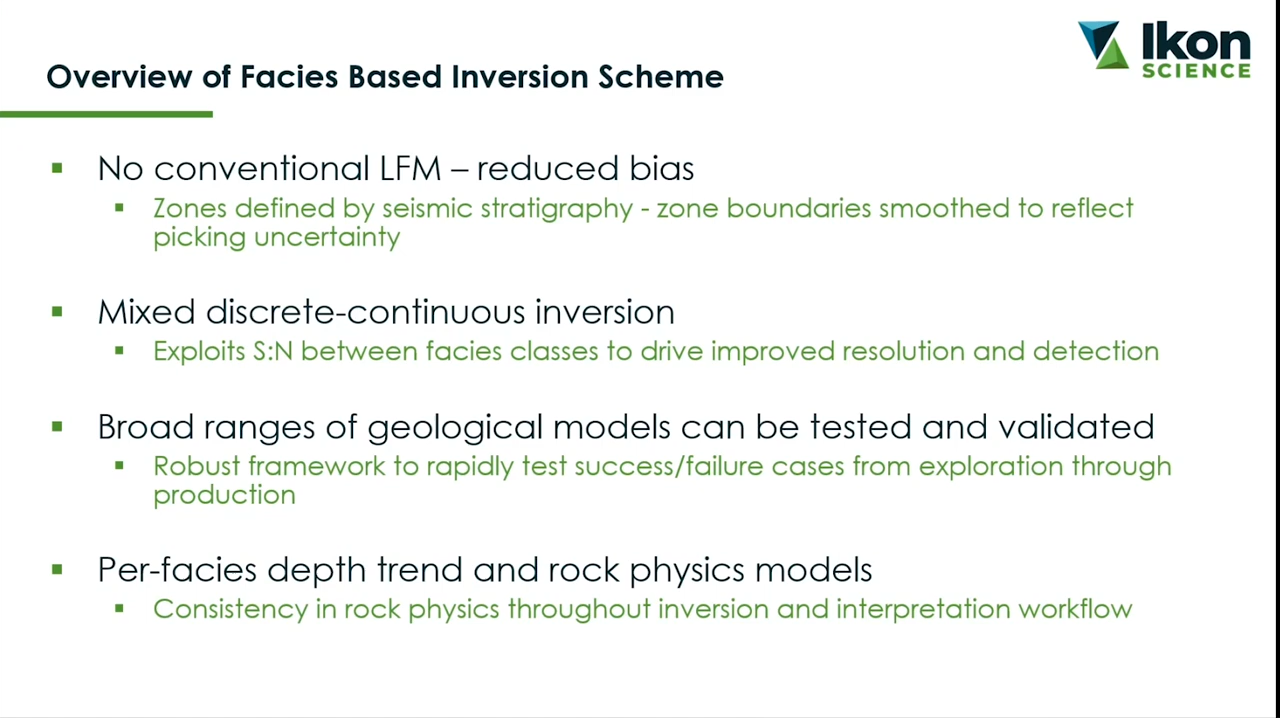 Ikon
SCIENCE
Overview of Facies Based Inversion Scheme
No conventional LFM – reduced bias
Zones defined by seismic stratigraphy - zone boundaries smoothed to reflect
picking uncertainty
Mixed discrete-continuous inversion
Exploits S:N between facies classes to drive improved resolution and detection
Broad ranges of geological models can be tested and validated
Robust framework to rapidly test success/failure cases from exploration through
production
Per-facies depth trend and rock physics models
Consistency in rock physics throughout inversion and interpretation workflow